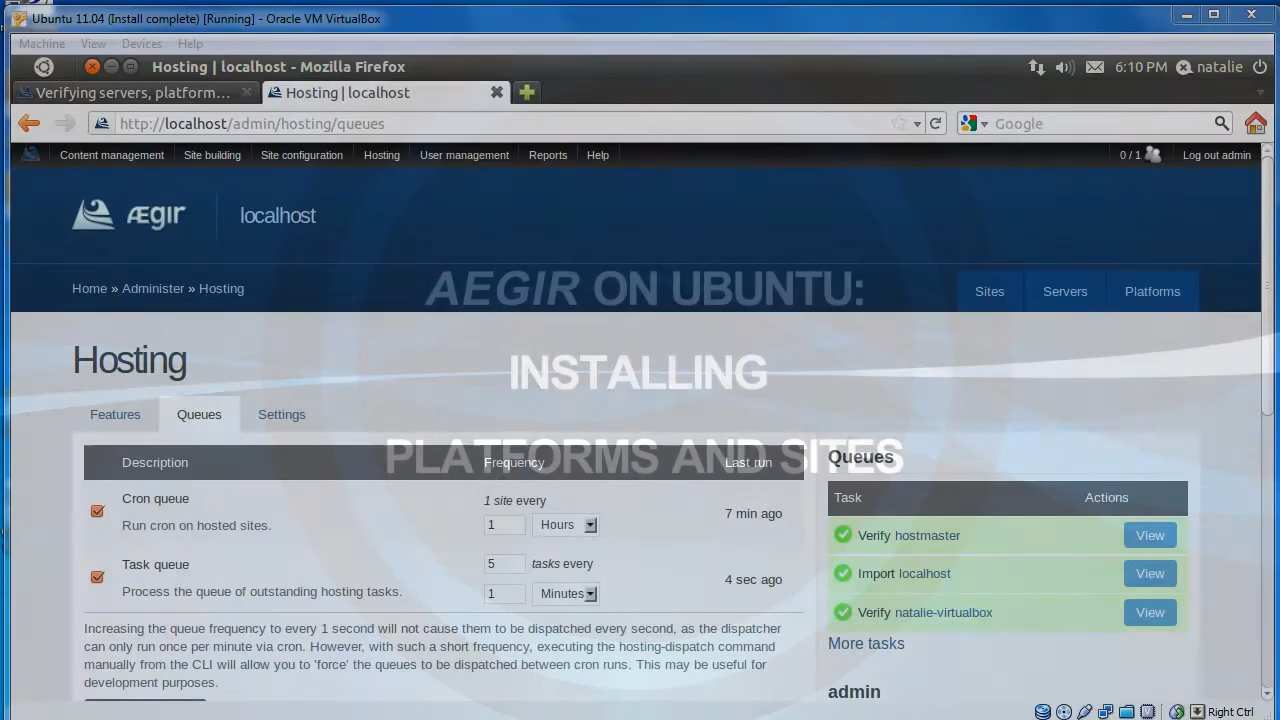 Ubuntu 11.04 (Install complete) [Running] - Oracle VM VirtualBox
Machine View Devices Help
Hosting | localhost - Mozilla Firefox
6:10 PM natalie
Verifying servers, platform...
Hosting | localhost
http://localhost/admin/hosting/queues
Google
Content management Site building Site configuration Hosting User management Reports Help
0 / 1 Log out admin
ÆGIR localhost
AEGIR ON UBUNTU:
Home » Administer » Hosting
Sites Servers Platforms
Hosting
INSTALLING
Features Queues Settings
PLATFORMS AND SITES
Description Frequency Last run
Cron queue
Run cron on hosted sites.
1 site every
1 Hours
7 min ago
Task queue
Process the queue of outstanding hosting tasks.
5 tasks every
1 Minutes
4 sec ago
Increasing the queue frequency to every 1 second will not cause them to be dispatched every second, as the dispatcher
can only run once per minute via cron. However, with such a short frequency, executing the hosting-dispatch command
manually from the CLI will allow you to 'force' the queues to be dispatched between cron runs. This may be useful for
development purposes.
Queues
Task Actions
Verify hostmaster View
Import localhost View
Verify natalie-virtualbox View
More tasks
admin
Right Ctrl